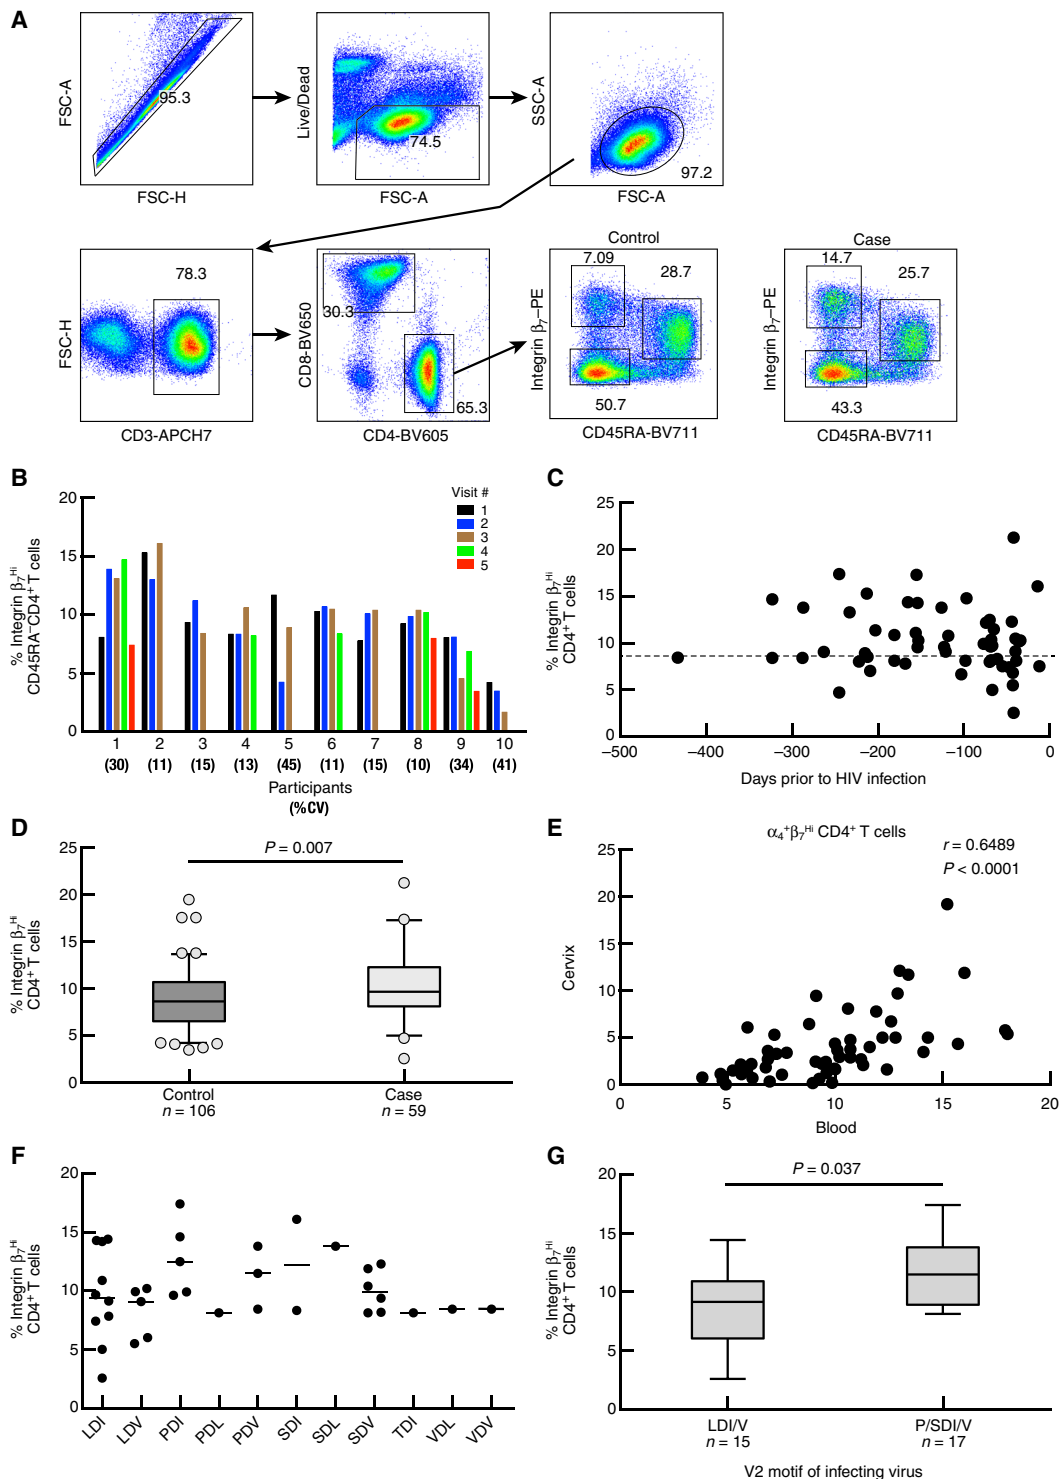 A
FSC-A
95.3
FSC-H
Live/Dead
74.5
FSC-A
SSC-A
97.2
FSC-A
FSC-H
78.3
CD3-APCH7
CD8-BV650
30.3
65.3
CD4-BV605
Control
Integrin β7–PE
7.09
28.7
50.7
CD45RA-BV711
Case
Integrin β7–PE
14.7
25.7
43.3
CD45RA-BV711
B
% Integrin β7Hi
CD45RA–CD4+ T cells
20
15
10
5
0
Visit #
1
2
3
4
5
1 2 3 4 5 6 7 8 9 10
(30) (11) (15) (13) (45) (11) (15) (10) (34) (41)
Participants
(%CV)
C
% Integrin β7Hi
CD4+ T cells
25
20
15
10
5
0
–500 –400 –300 –200 –100 0
Days prior to HIV infection
D
% Integrin β7Hi
CD4+ T cells
25
20
15
10
5
0
P = 0.007
Control Case
n = 106 n = 59
E
α4+β7Hi CD4+ T cells
r = 0.6489
P < 0.0001
Cervix
25
20
15
10
5
0
0 5 10 15 20
Blood
F
% Integrin β7Hi
CD4+ T cells
20
15
10
5
0
LDI LDV PDI PDL PDV SDI SDL SDV TDI VDL VDV
G
% Integrin β7Hi
CD4+ T cells
20
15
10
5
0
P = 0.037
LDI/V P/SDI/V
n = 15 n = 17
V2 motif of infecting virus